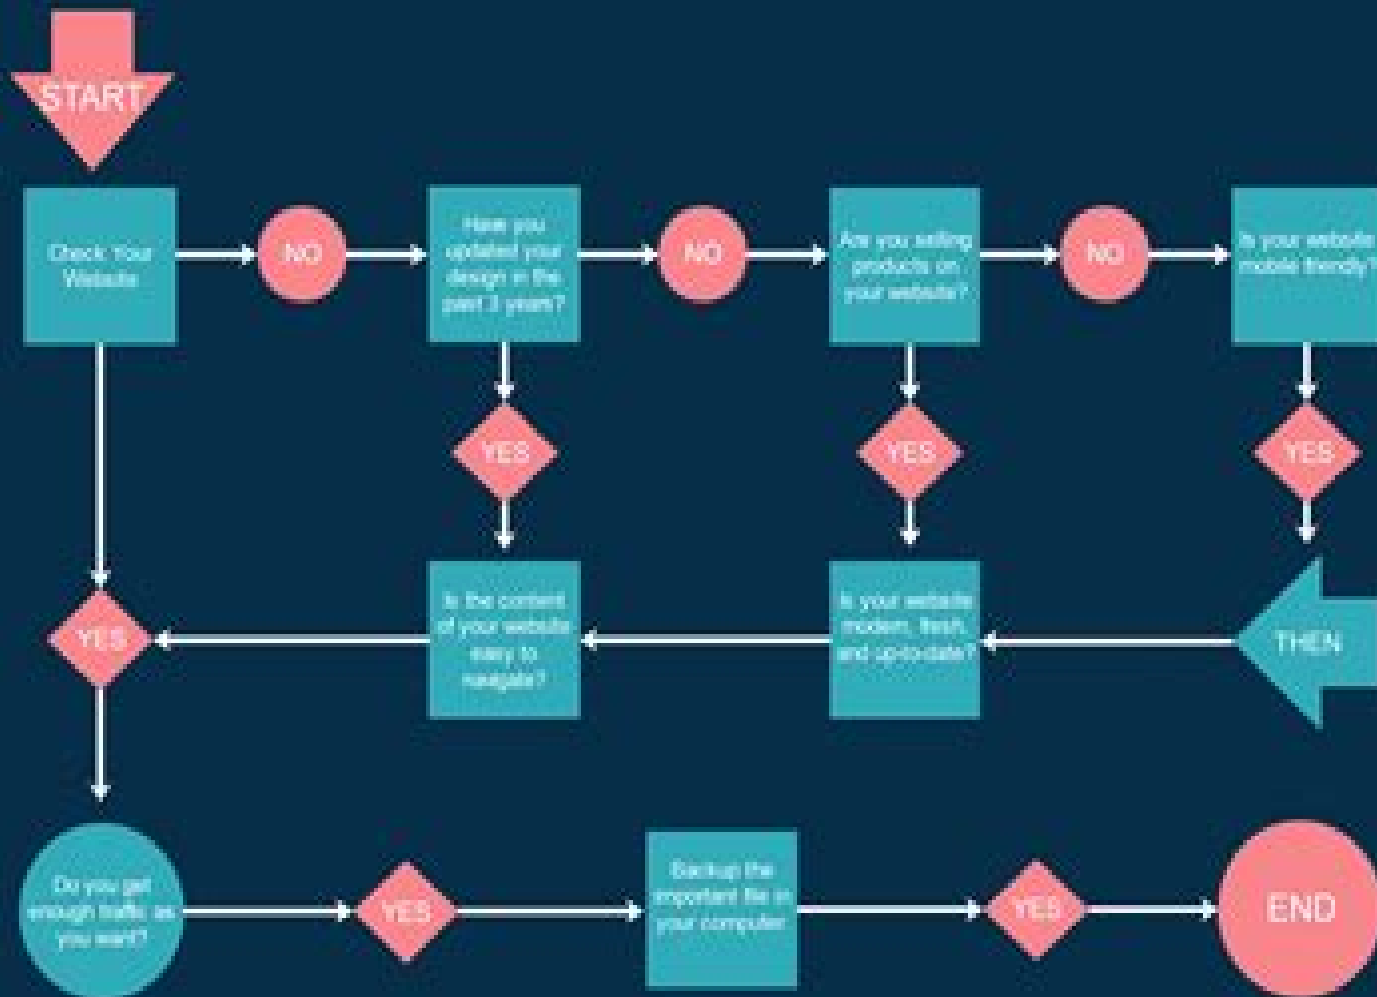 START
Check Your
Website
NO
Have you
updated your
design in the
past 3 years?
NO
Are you selling
products on
your website?
NO
Is your website
mobile friendly?
YES
YES
YES
YES
Is the content
of your website
easy to
navigate?
Is your website
modern, fresh,
and up-to-date?
THEN
Do you get
enough traffic as
you want?
YES
Backup the
important file in
your computer.
YES
END